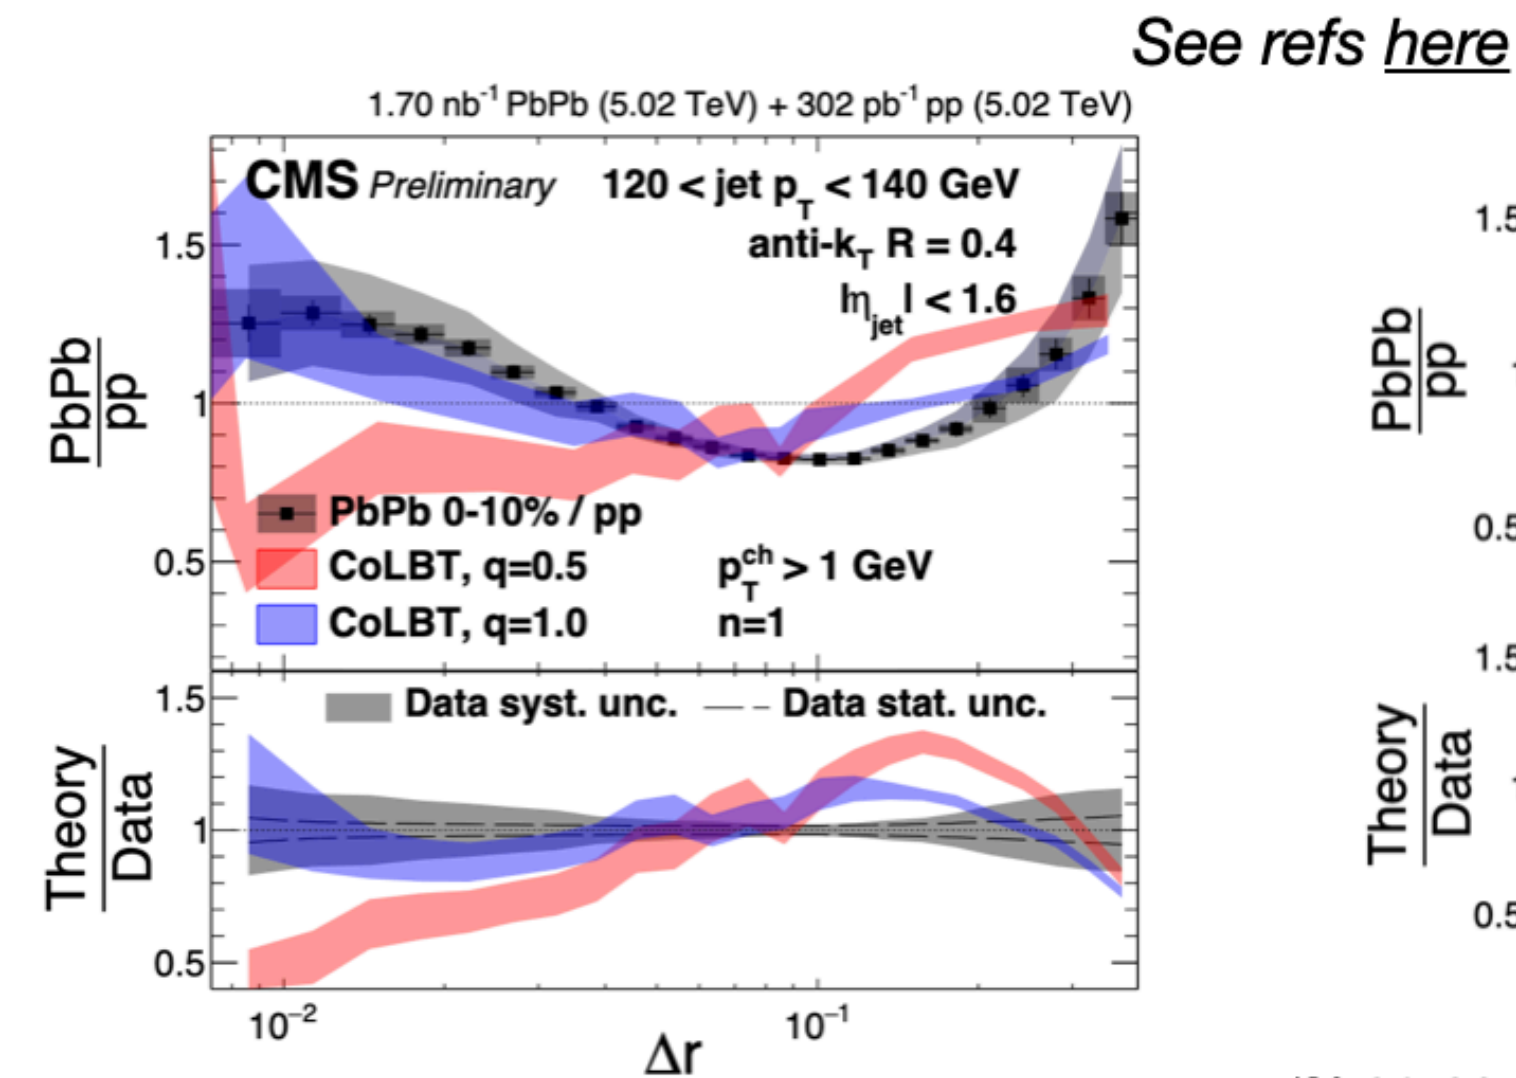 See refs here
1.70 nb⁻¹ PbPb (5.02 TeV) + 302 pb⁻¹ pp (5.02 TeV)
CMS Preliminary
120 < jet p_T < 140 GeV
anti-k_T R = 0.4
|η_jet| < 1.6
PbPb
pp
1.5
1
0.5
PbPb 0-10% / pp
CoLBT, q=0.5
CoLBT, q=1.0
p_T^ch > 1 GeV
n=1
Data syst. unc.
Data stat. unc.
Theory
Data
1.5
1
0.5
10⁻²
10⁻¹
Δr
PbPb
pp
1.5
0.5
Theory
Data
1.5
0.5